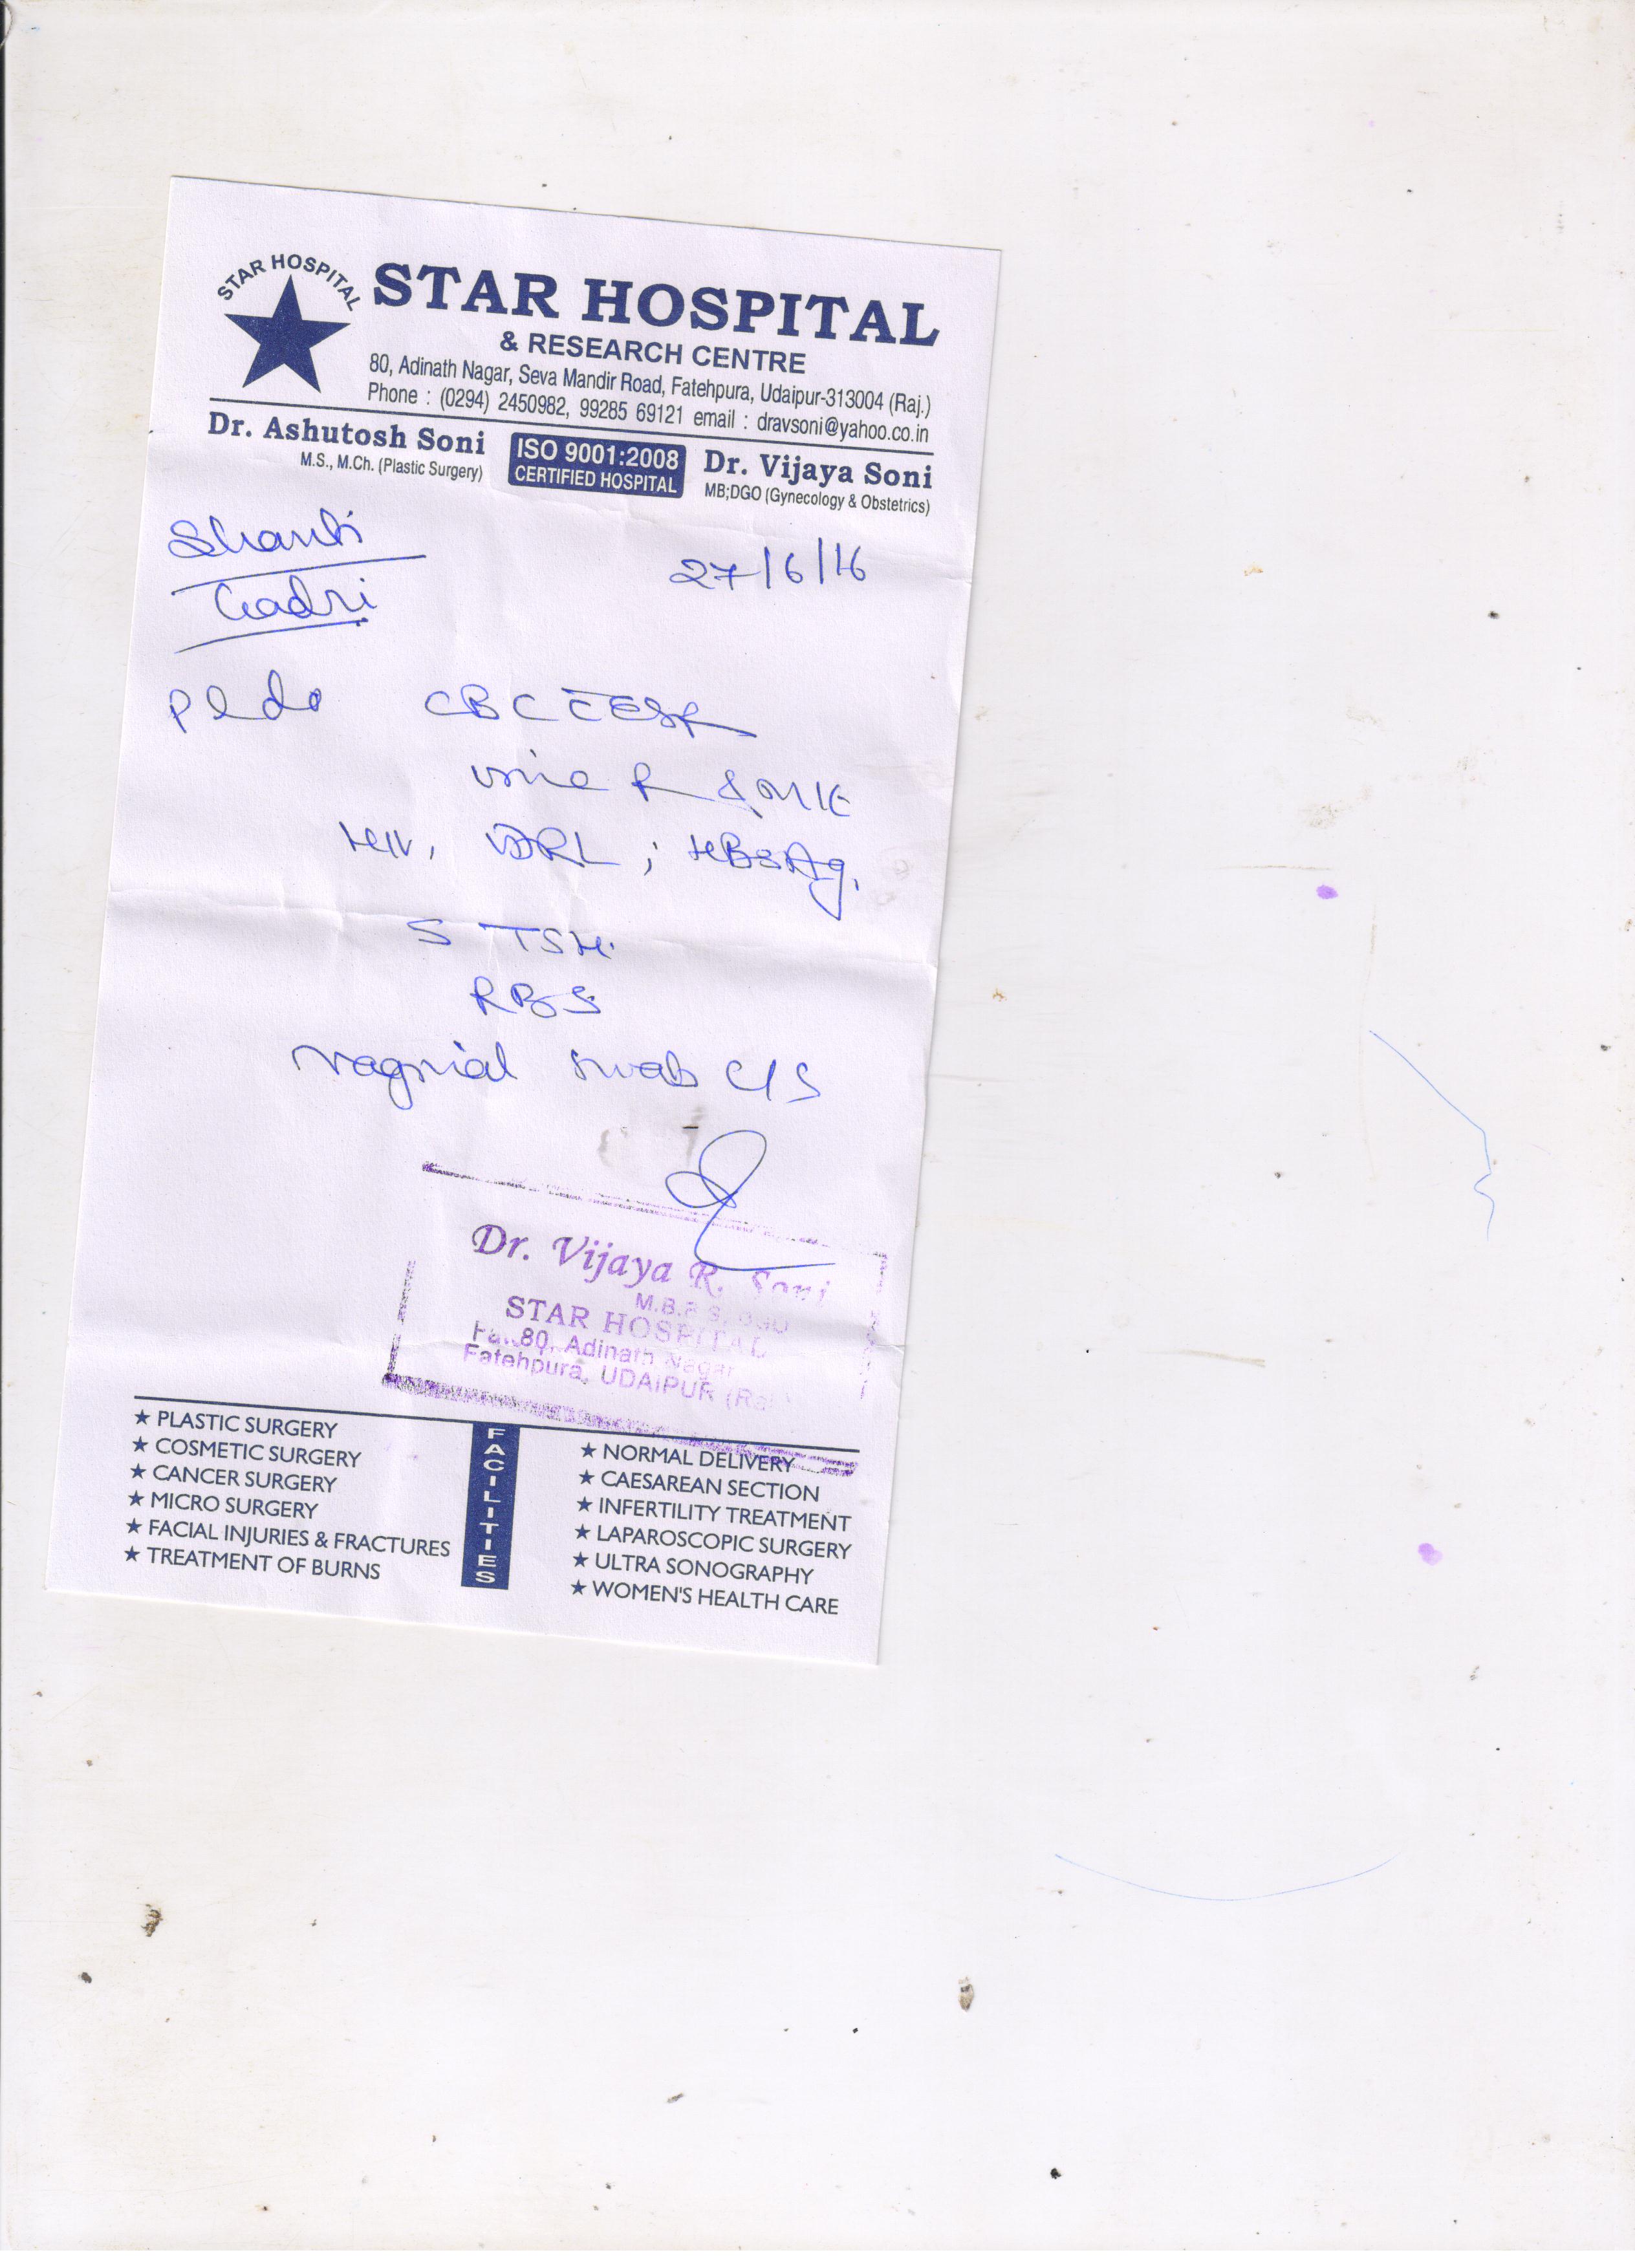 STAR HOSPITAL
STAR HOSPITAL
& RESEARCH CENTRE
80, Adinath Nagar, Seva Mandir Road, Fatehpura, Udaipur-313004 (Raj.)
Phone : (0294) 2450982, 99285 69121 email : dravsoni@yahoo.co.in
Dr. Ashutosh Soni
M.S., M.Ch. (Plastic Surgery)
ISO 9001:2008
CERTIFIED HOSPITAL
Dr. Vijaya Soni
MB;DGO (Gynecology & Obstetrics)
Shanti
Gadri
27/6/16
Pl do CBC c̄ ESR
Urine R & M/E
HIV, VDRL ; HBsAg,
S TSH
RBS
Vagnial swab C/S
Dr. Vijaya R. Soni
M.B.B.S, DGO
STAR HOSPITAL
80, Adinath Nagar
Fatehpura, UDAIPUR (Raj
★ PLASTIC SURGERY
★ COSMETIC SURGERY
★ CANCER SURGERY
★ MICRO SURGERY
★ FACIAL INJURIES & FRACTURES
★ TREATMENT OF BURNS
FACILITIES
★ NORMAL DELIVERY
★ CAESAREAN SECTION
★ INFERTILITY TREATMENT
★ LAPAROSCOPIC SURGERY
★ ULTRA SONOGRAPHY
★ WOMEN'S HEALTH CARE